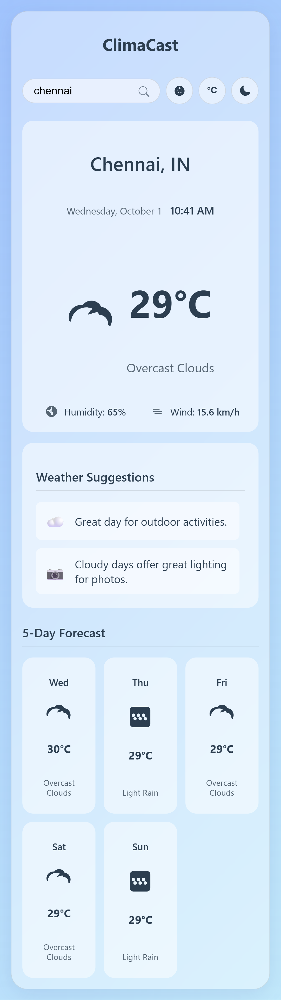 ClimaCast
chennai
°C
Chennai, IN
Wednesday, October 1 10:41 AM
29°C
Overcast Clouds
Humidity: 65% Wind: 15.6 km/h
Weather Suggestions
Great day for outdoor activities.
Cloudy days offer great lighting
for photos.
5-Day Forecast
Wed
30°C
Overcast
Clouds
Thu
29°C
Light Rain
Fri
29°C
Overcast
Clouds
Sat
29°C
Overcast
Clouds
Sun
29°C
Light Rain